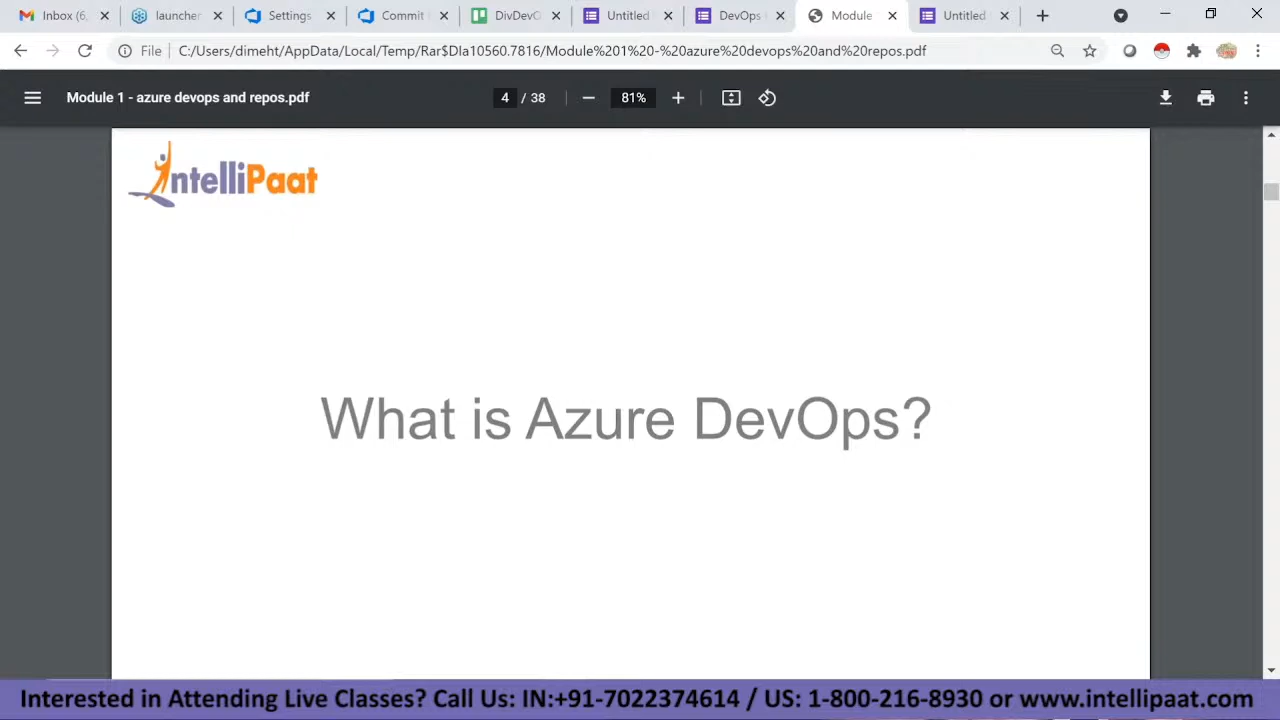 Inbox (6,
launcher
Settings
Commit
DivDevO
Untitled
DevOps
Module
Untitled
File
C:/Users/dimeht/AppData/Local/Temp/Rar$DIa10560.7816/Module%201%20-%20azure%20devops%20and%20repos.pdf
Module 1 - azure devops and repos.pdf
4 / 38
81%
IntelliPaat
What is Azure DevOps?
Interested in Attending Live Classes? Call Us: IN:+91-7022374614 / US: 1-800-216-8930 or www.intellipaat.com